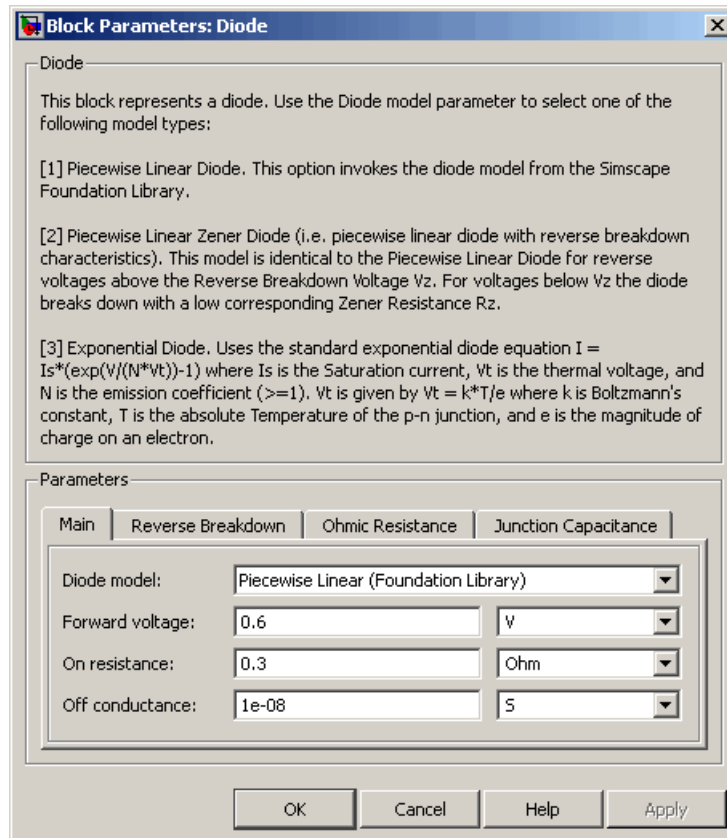 Block Parameters: Diode
Diode
This block represents a diode. Use the Diode model parameter to select one of the
following model types:
[1] Piecewise Linear Diode. This option invokes the diode model from the Simscape
Foundation Library.
[2] Piecewise Linear Zener Diode (i.e. piecewise linear diode with reverse breakdown
characteristics). This model is identical to the Piecewise Linear Diode for reverse
voltages above the Reverse Breakdown Voltage Vz. For voltages below Vz the diode
breaks down with a low corresponding Zener Resistance Rz.
[3] Exponential Diode. Uses the standard exponential diode equation I =
Is*(exp(V/(N*Vt))-1) where Is is the Saturation current, Vt is the thermal voltage, and
N is the emission coefficient (>=1). Vt is given by Vt = k*T/e where k is Boltzmann's
constant, T is the absolute Temperature of the p-n junction, and e is the magnitude of
charge on an electron.
Parameters
Main Reverse Breakdown Ohmic Resistance Junction Capacitance
Diode model: Piecewise Linear (Foundation Library)
Forward voltage: 0.6 V
On resistance: 0.3 Ohm
Off conductance: 1e-08 S
OK Cancel Help Apply